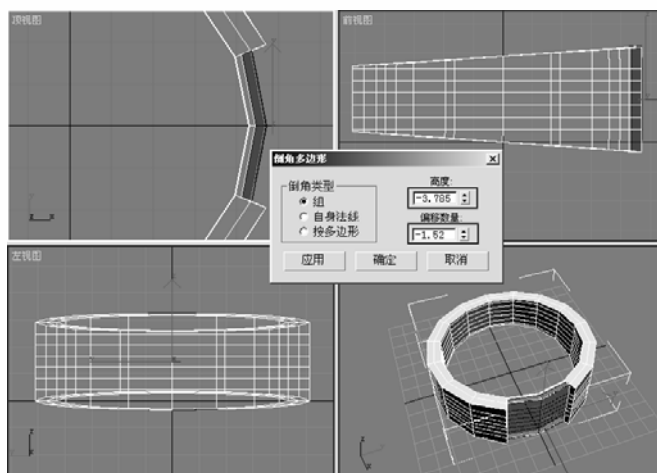 顶视图
前视图
倒角多边形
倒角类型
组
自身法线
按多边形
高度:
-3.785
偏移数量:
-1.52
应用
确定
取消
左视图